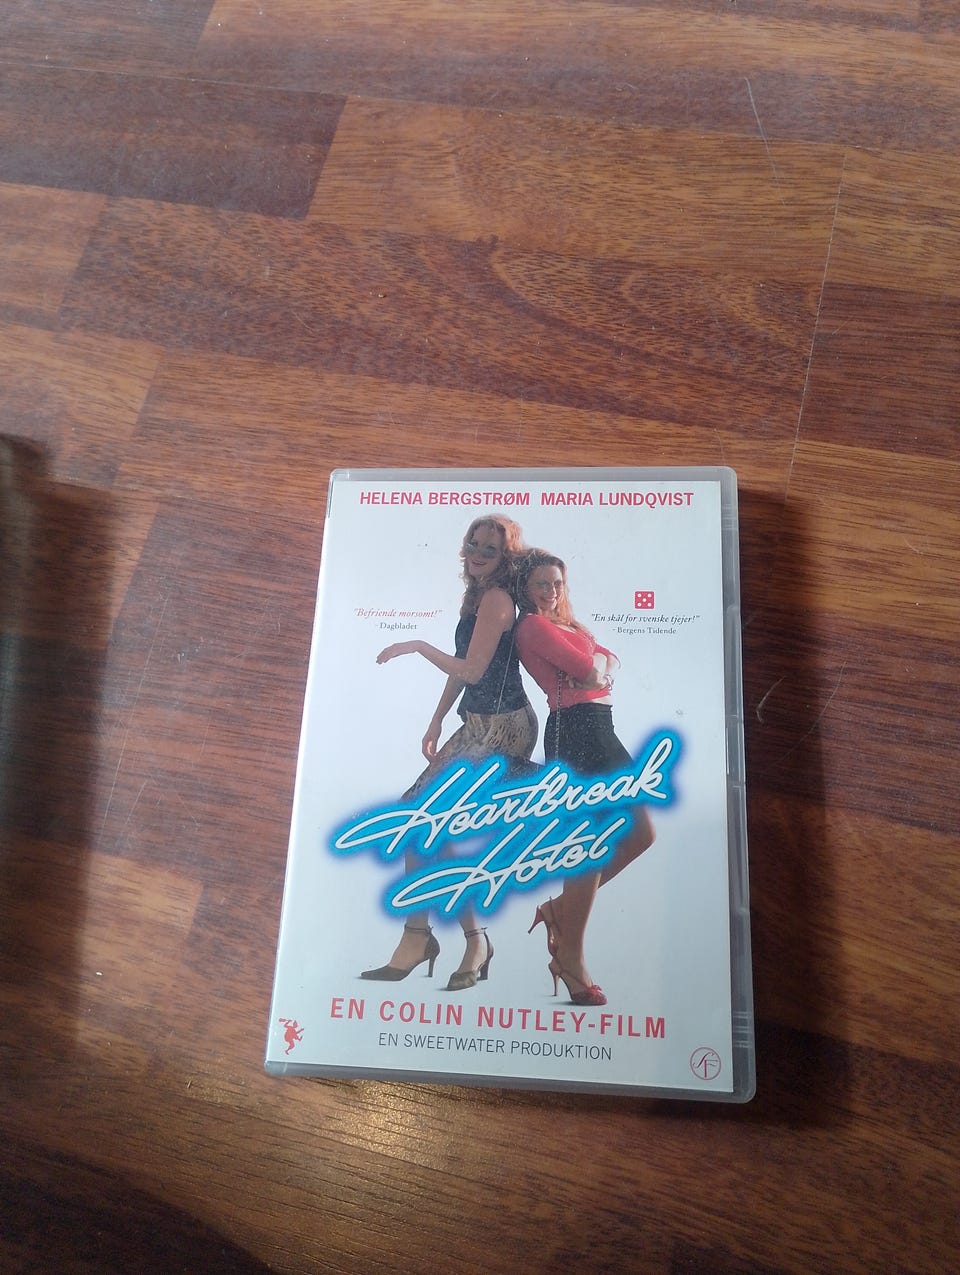 HELENA BERGSTRØM MARIA LUNDQVIST
"Befriende morsomt!"
- Dagbladet
"En skål for svenske tjejer!"
- Bergens Tidende
Heartbreak
Hotel
EN COLIN NUTLEY-FILM
EN SWEETWATER PRODUKTION
SF